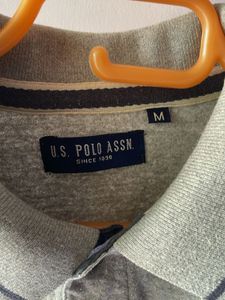 U.S. POLO ASSN.
SINCE 1890
M